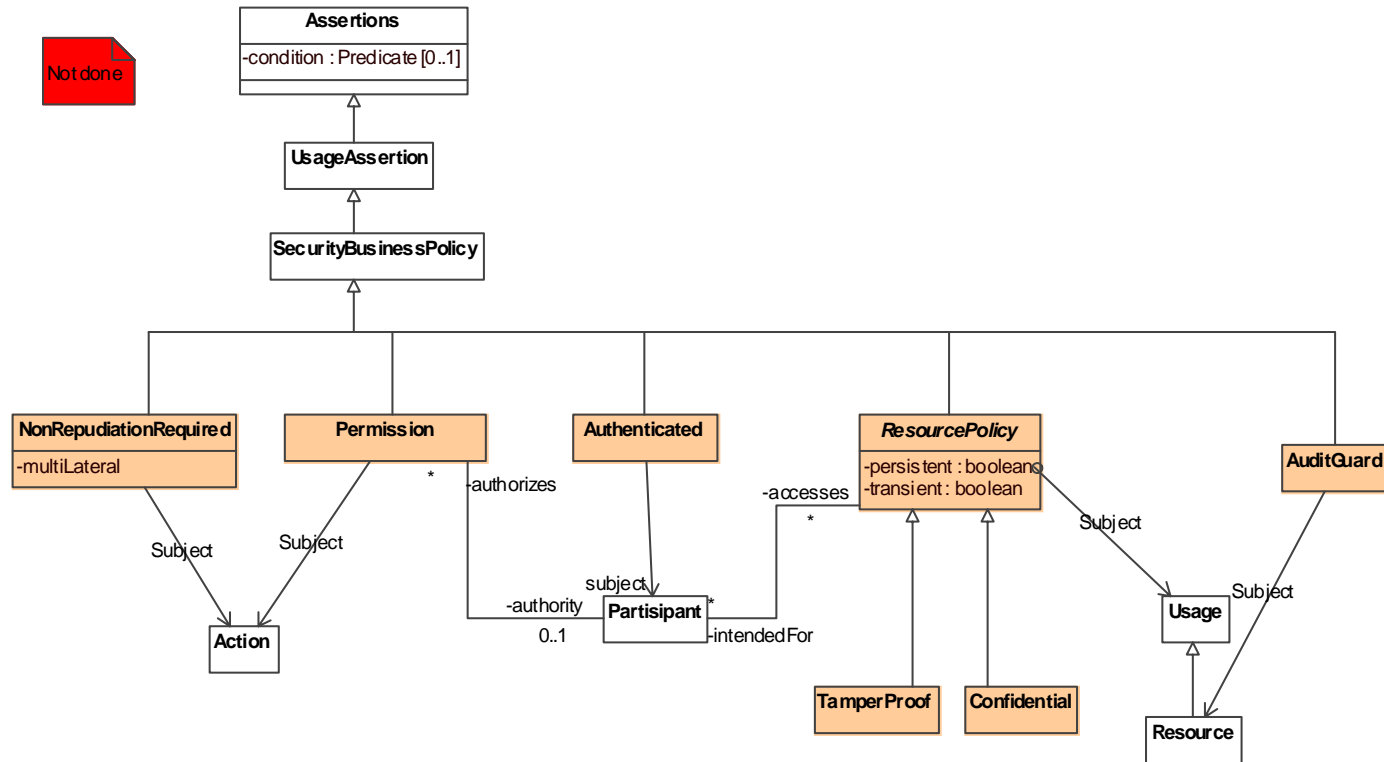 Assertions
-condition : Predicate [0..1]
Not done
UsageAssertion
SecurityBusinessPolicy
NonRepudiationRequired
-multiLateral
Permission
Authenticated
ResourcePolicy
-persistent : boolean
-transient : boolean
AuditGuard
*
-authorizes
-accesses
*
Subject
Subject
Subject
Subject
subject
-authority
0..1
Partisipant
*
-intendedFor
Usage
Action
TamperProof
Confidential
Resource